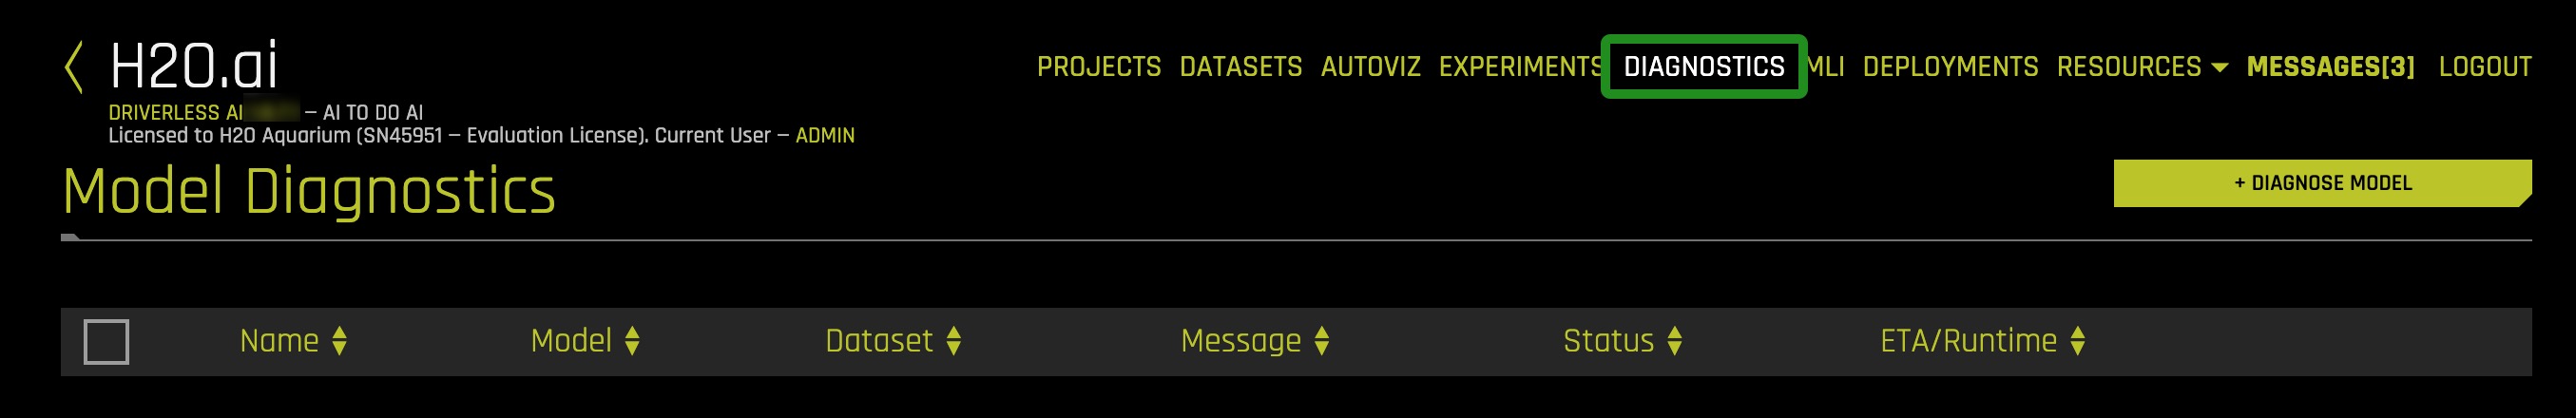 H2O.ai
PROJECTS DATASETS AUTOVIZ EXPERIMENTS DIAGNOSTICS MLI DEPLOYMENTS RESOURCES MESSAGES[3] LOGOUT
DRIVERLESS AI – AI TO DO AI
Licensed to H2O Aquarium (SN45951 – Evaluation License). Current User – ADMIN
Model Diagnostics
+ DIAGNOSE MODEL
Name Model Dataset Message Status ETA/Runtime